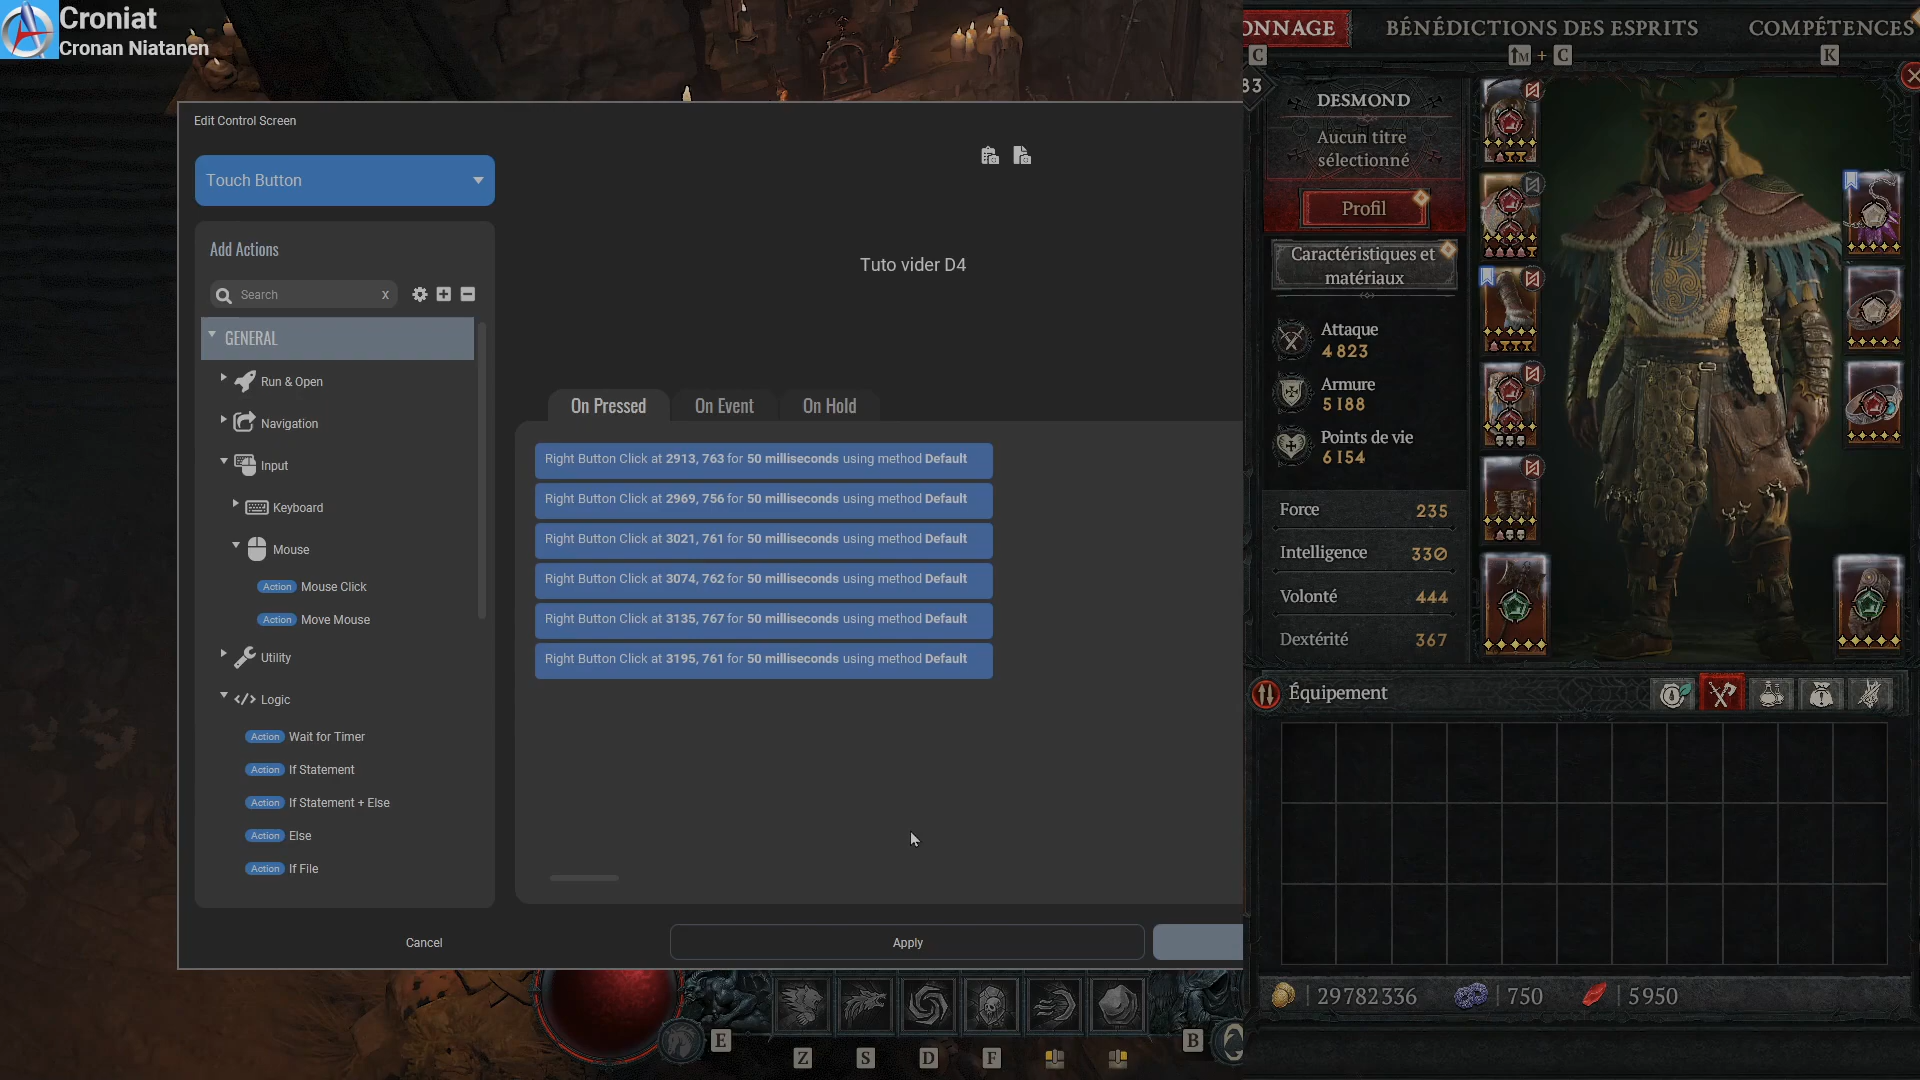 Croniat
Cronan Niatanen
Edit Control Screen
Touch Button
Add Actions
Search
X
GENERAL
Run & Open
Navigation
Input
Keyboard
Mouse
Action Mouse Click
Action Move Mouse
Utility
Logic
Action Wait for Timer
Action If Statement
Action If Statement + Else
Action Else
Action If File
Tuto vider D4
On Pressed
On Event
On Hold
Right Button Click at 2913, 763 for 50 milliseconds using method Default
Right Button Click at 2969, 756 for 50 milliseconds using method Default
Right Button Click at 3021, 761 for 50 milliseconds using method Default
Right Button Click at 3074, 762 for 50 milliseconds using method Default
Right Button Click at 3135, 767 for 50 milliseconds using method Default
Right Button Click at 3195, 761 for 50 milliseconds using method Default
Cancel
Apply
E
Z
S
D
F
B
ONNAGE
BÉNÉDICTIONS DES ESPRITS
COMPÉTENCES
C
M + C
K
83
DESMOND
Aucun titre
sélectionné
Profil
Caractéristiques et
matériaux
Attaque
4 823
Armure
5 188
Points de vie
6 154
Force 235
Intelligence 330
Volonté 444
Dextérité 367
Équipement
29782336
750
5950